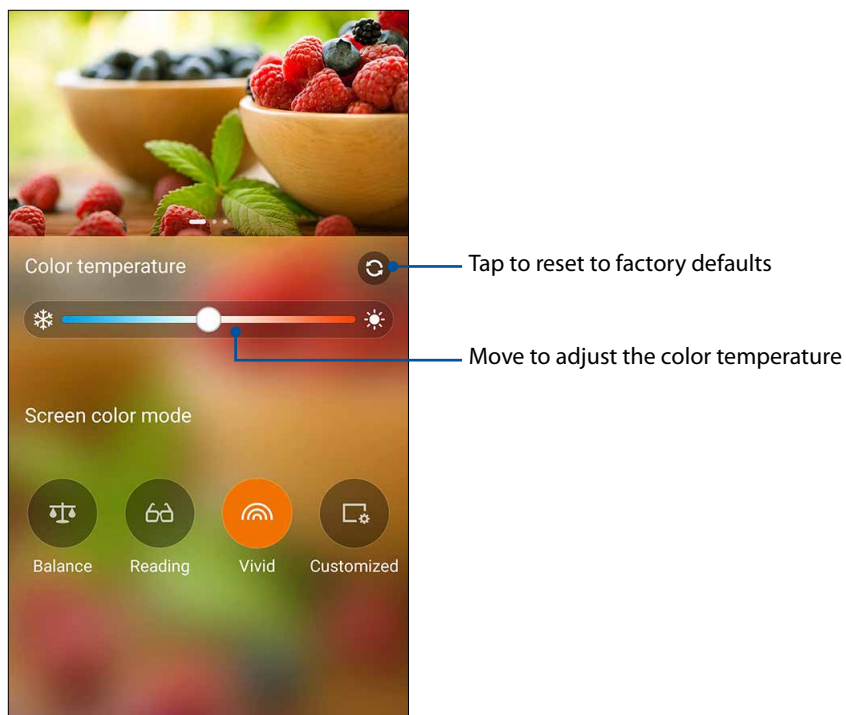 Color temperature
Tap to reset to factory defaults
Move to adjust the color temperature
Screen color mode
Balance Reading Vivid Customized